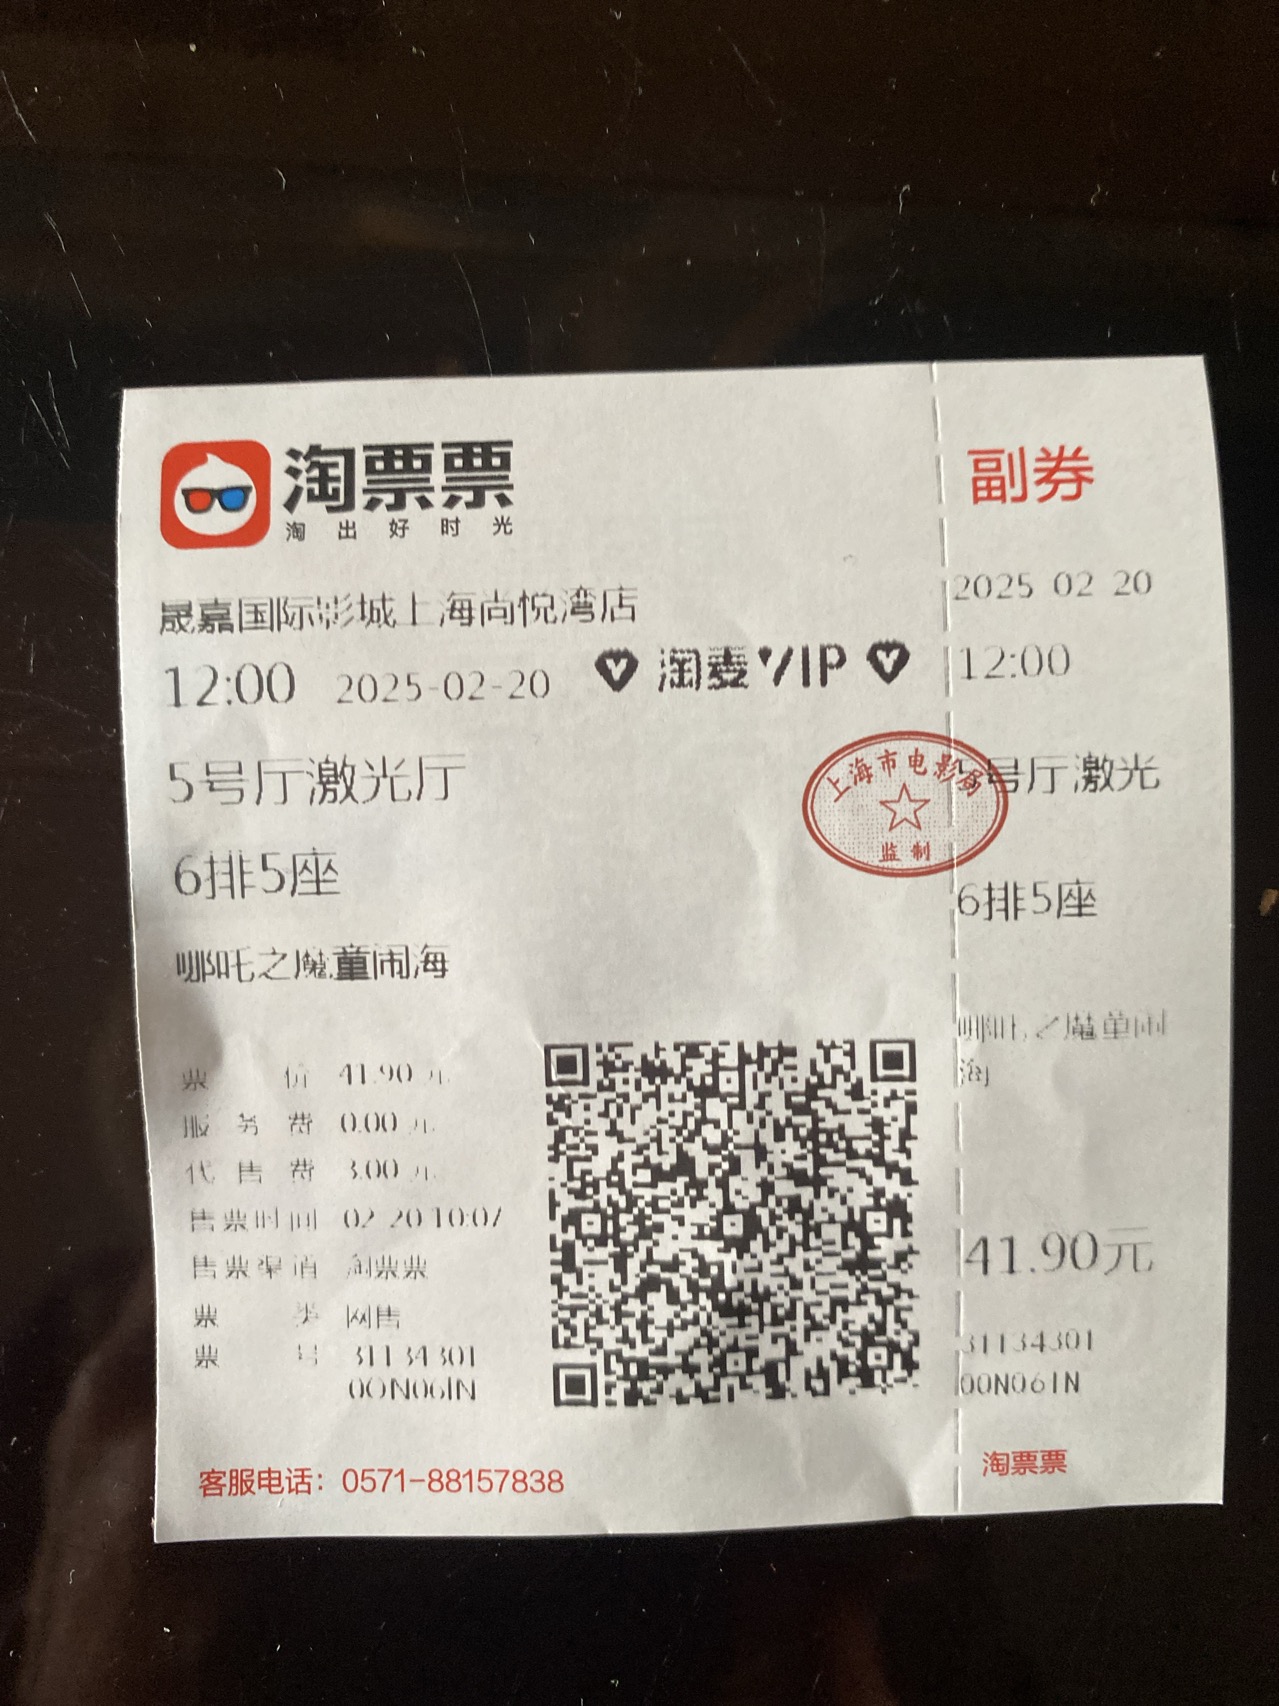 淘票票
淘出好时光
晟嘉国际影城上海尚悦湾店
12:00 2025-02-20 淘麦VIP
5号厅激光厅
6排5座
哪吒之魔童闹海
票价 41.90元
服务费 0.00元
代售费 3.00元
售票时间 02-20 10:07
售票渠道 淘票票
票类 网售
票号 31134301
00N06IN
客服电话：0571-88157838
上海市电影局
监制
副券
2025-02-20
12:00
5号厅激光
6排5座
哪吒之魔童闹
海
41.90元
31134301
00N061N
淘票票